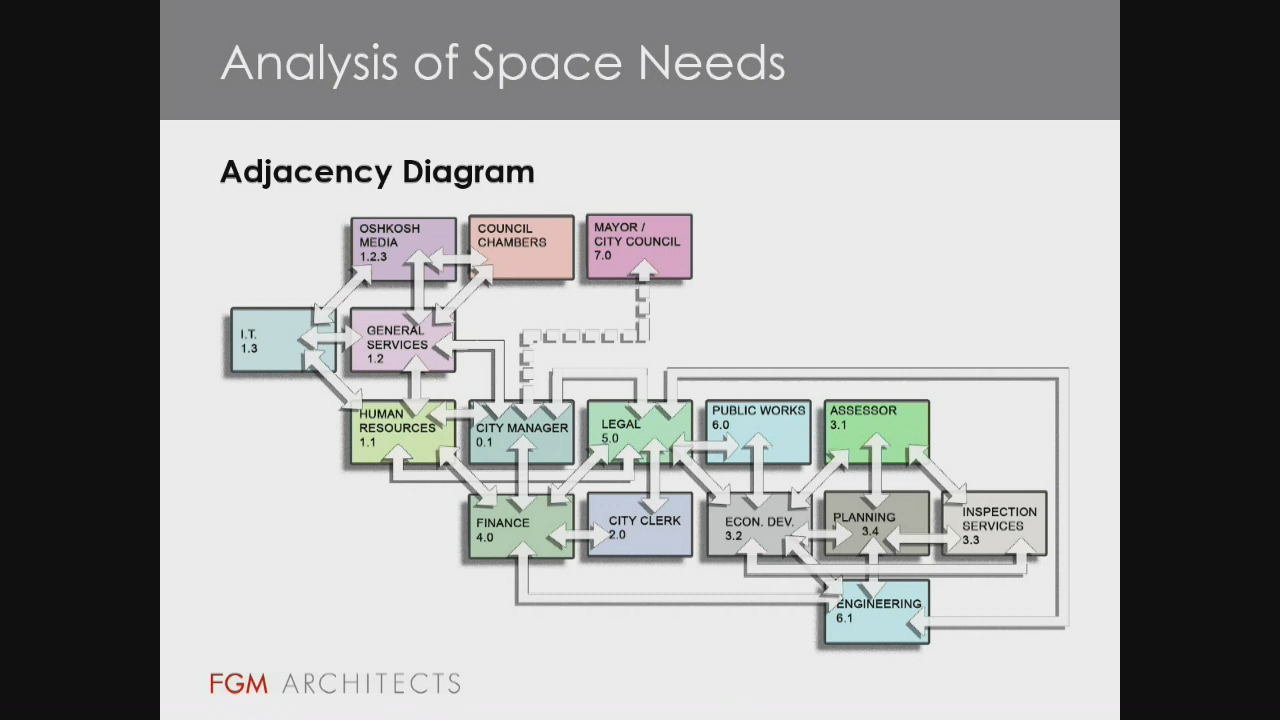 Analysis of Space Needs
Adjacency Diagram
OSHKOSH
MEDIA
1.2.3
COUNCIL
CHAMBERS
MAYOR /
CITY COUNCIL
7.0
I.T.
1.3
GENERAL
SERVICES
1.2
HUMAN
RESOURCES
1.1
CITY MANAGER
0.1
LEGAL
5.0
PUBLIC WORKS
6.0
ASSESSOR
3.1
FINANCE
4.0
CITY CLERK
2.0
ECON. DEV.
3.2
PLANNING
3.4
INSPECTION
SERVICES
3.3
ENGINEERING
6.1
FGM ARCHITECTS